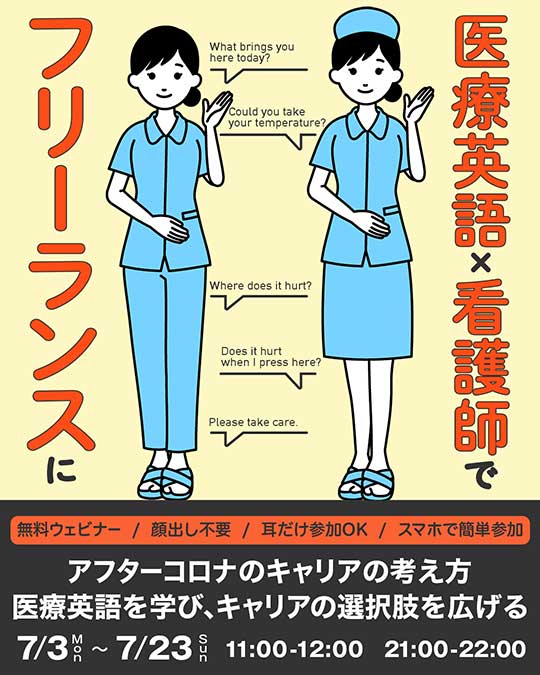 医療英語×看護師で
フリーランスに
What brings you
here today?
Could you take
your temperature?
Where does it hurt?
Does it hurt
when I press here?
Please take care.
無料ウェビナー / 顔出し不要 / 耳だけ参加OK / スマホで簡単参加
アフターコロナのキャリアの考え方
医療英語を学び、キャリアの選択肢を広げる
7/3 Mon ～ 7/23 Sun 11:00-12:00 21:00-22:00